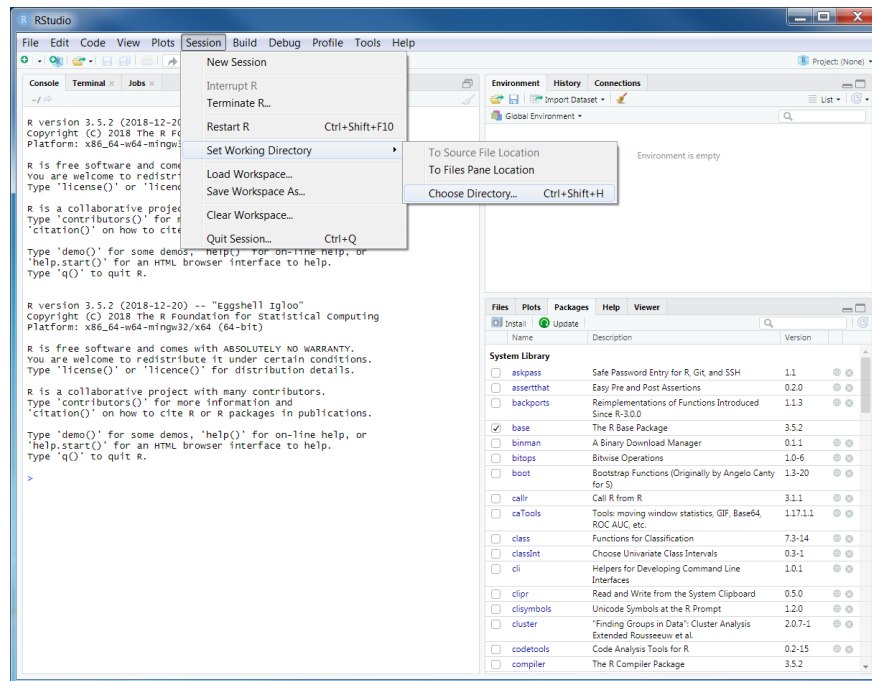 RStudio
File Edit Code View Plots Session Build Debug Profile Tools Help
Project: (None)
New Session
Interrupt R
Terminate R...
Restart R Ctrl+Shift+F10
Set Working Directory
Load Workspace...
Save Workspace As...
Clear Workspace...
Quit Session... Ctrl+Q
To Source File Location
To Files Pane Location
Choose Directory... Ctrl+Shift+H
Console Terminal Jobs
~/
R version 3.5.2 (2018-12-20
Copyright (C) 2018 The R Fo
Platform: x86_64-w64-mingw3
R is free software and come
You are welcome to redistri
Type 'license()' or 'licenc
R is a collaborative projec
Type 'contributors()' for m
'citation()' on how to cite
Type 'demo()' for some demos, 'help()' for on-line help, or
'help.start()' for an HTML browser interface to help.
Type 'q()' to quit R.
R version 3.5.2 (2018-12-20) -- "Eggshell Igloo"
Copyright (C) 2018 The R Foundation for Statistical Computing
Platform: x86_64-w64-mingw32/x64 (64-bit)
R is free software and comes with ABSOLUTELY NO WARRANTY.
You are welcome to redistribute it under certain conditions.
Type 'license()' or 'licence()' for distribution details.
R is a collaborative project with many contributors.
Type 'contributors()' for more information and
'citation()' on how to cite R or R packages in publications.
Type 'demo()' for some demos, 'help()' for on-line help, or
'help.start()' for an HTML browser interface to help.
Type 'q()' to quit R.
>
Environment History Connections
Import Dataset List
Global Environment
Environment is empty
Files Plots Packages Help Viewer
Install Update
Name Description Version
System Library
askpass Safe Password Entry for R, Git, and SSH 1.1
assertthat Easy Pre and Post Assertions 0.2.0
backports Reimplementations of Functions Introduced 1.1.3
Since R-3.0.0
base The R Base Package 3.5.2
binman A Binary Download Manager 0.1.1
bitops Bitwise Operations 1.0-6
boot Bootstrap Functions (Originally by Angelo Canty 1.3-20
for S)
callr Call R from R 3.1.1
caTools Tools: moving window statistics, GIF, Base64, 1.17.1.1
ROC AUC, etc.
class Functions for Classification 7.3-14
classInt Choose Univariate Class Intervals 0.3-1
cli Helpers for Developing Command Line 1.0.1
Interfaces
clipr Read and Write from the System Clipboard 0.5.0
clisymbols Unicode Symbols at the R Prompt 1.2.0
cluster "Finding Groups in Data": Cluster Analysis 2.0.7-1
Extended Rousseeuw et al.
codetools Code Analysis Tools for R 0.2-15
compiler The R Compiler Package 3.5.2